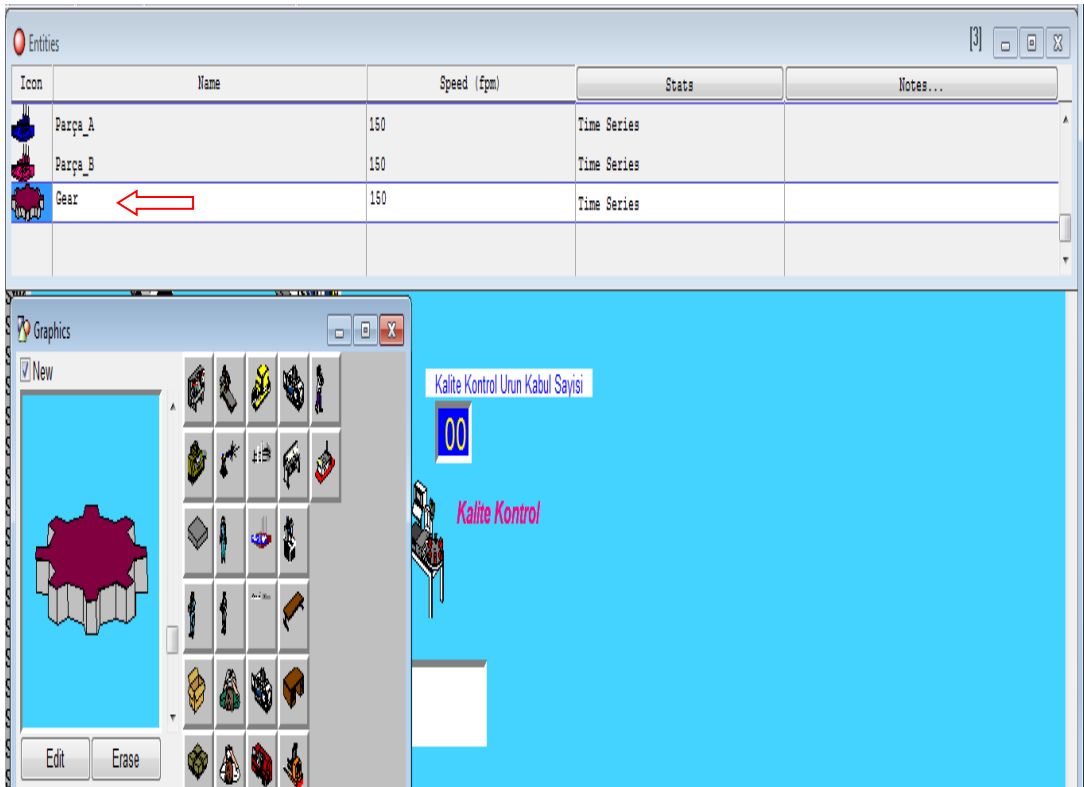 Entities [3]
Icon Name Speed (fpm) Stats Notes...
Parça_A 150 Time Series
Parça_B 150 Time Series
Gear 150 Time Series
Graphics
New
Kalite Kontrol Urun Kabul Sayisi
00
Kalite Kontrol
Edit Erase